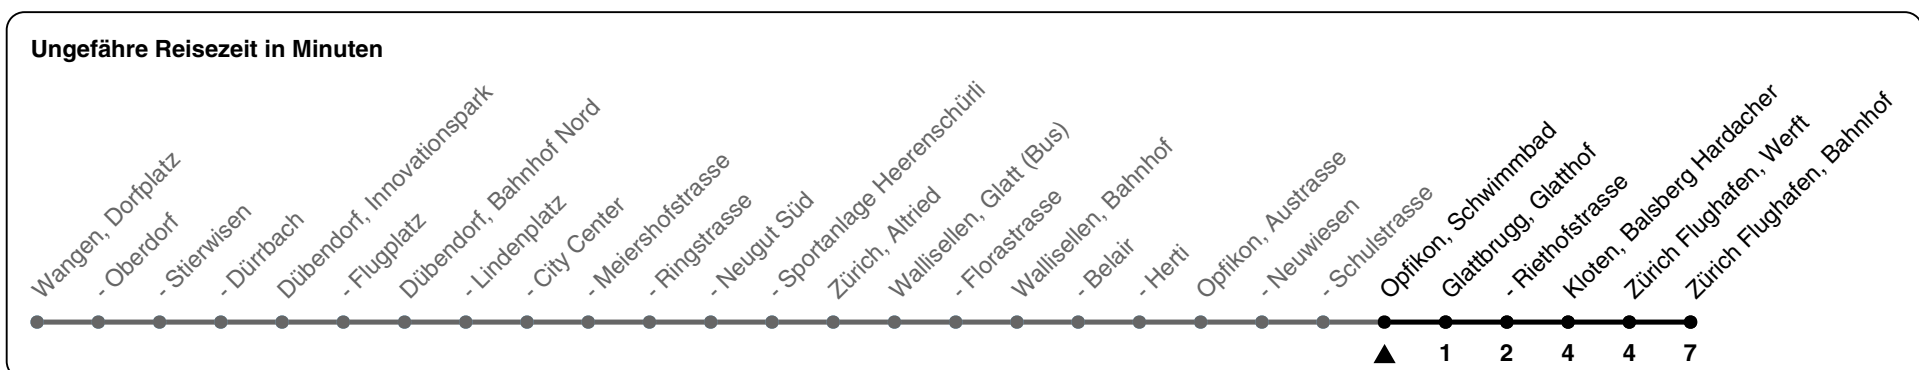 Ungefähre Reisezeit in Minuten
Wangen, Dorfplatz
- Oberdorf
- Stierwisen
- Dürrbach
Dübendorf, Innovationspark
- Flugplatz
Dübendorf, Bahnhof Nord
- Lindenplatz
- City Center
- Meiershofstrasse
- Ringstrasse
- Neugut Süd
- Sportanlage Heerenschürli
Zürich, Altried
Wallisellen, Glatt (Bus)
- Florastrasse
Wallisellen, Bahnhof
- Belair
- Herti
Opfikon, Austrasse
- Neuwiesen
- Schulstrasse
Opfikon, Schwimmbad
Glattbrugg, Glatthof
- Riethofstrasse
Kloten, Balsberg Hardacher
Zürich Flughafen, Werft
Zürich Flughafen, Bahnhof
1 2 4 4 7